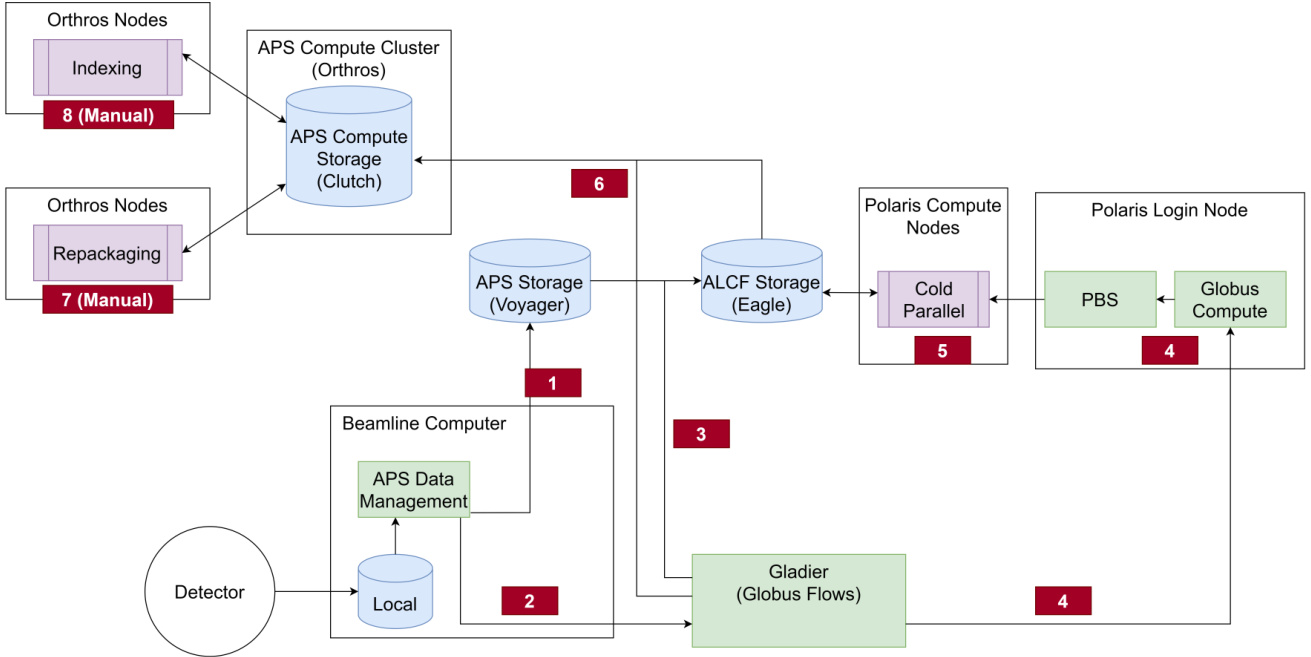 Orthros Nodes
Indexing
8 (Manual)
APS Compute Cluster
(Orthros)
APS Compute
Storage
(Clutch)
Orthros Nodes
Repackaging
7 (Manual)
6
APS Storage
(Voyager)
ALCF Storage
(Eagle)
Polaris Compute
Nodes
Cold
Parallel
5
Polaris Login Node
PBS
Globus
Compute
4
1
3
Beamline Computer
APS Data
Management
Local
Detector
2
Gladier
(Globus Flows)
4